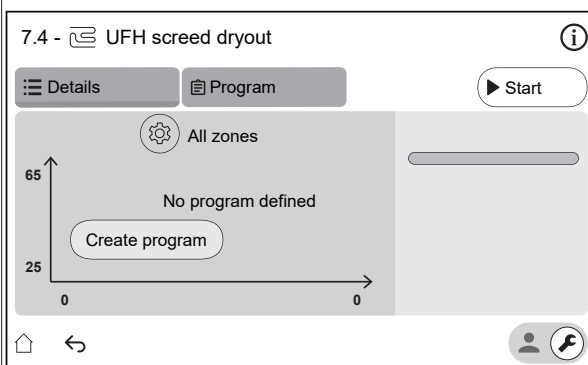 7.4 - UFH screed dryout
i
Details
Program
Start
All zones
65
No program defined
Create program
25
0
0